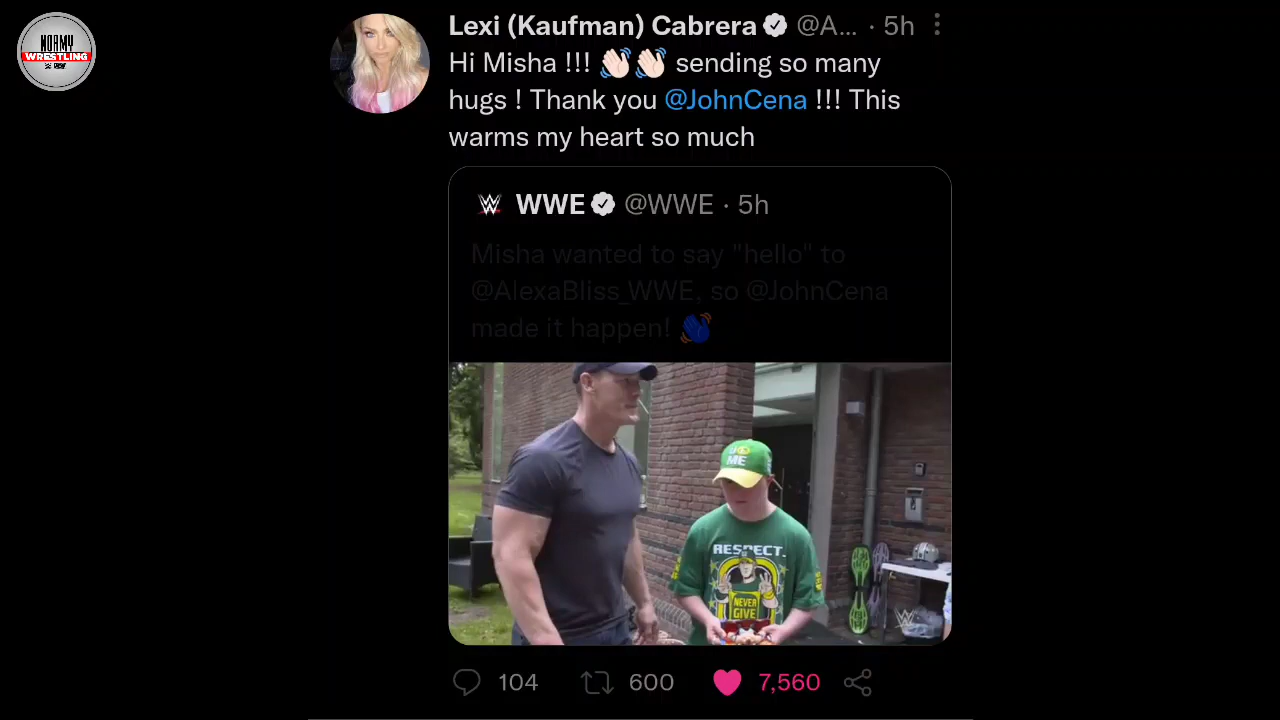 NORMY
WRESTLING
Lexi (Kaufman) Cabrera @A... · 5h
Hi Misha !!! 👋🏻👋🏻 sending so many
hugs ! Thank you @JohnCena !!! This
warms my heart so much
WWE @WWE · 5h
Misha wanted to say "hello" to
@AlexaBliss_WWE, so @JohnCena
made it happen! 👋
ME
RESPECT.
NEVER
GIVE
104 600 7,560